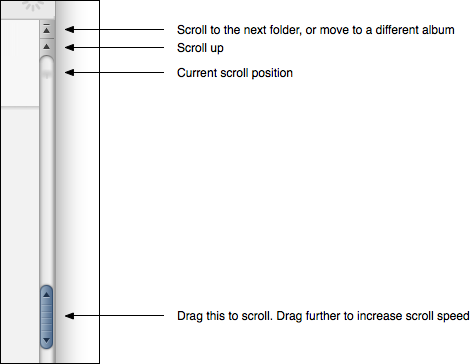 Scroll to the next folder, or move to a different album
Scroll up
Current scroll position
Drag this to scroll. Drag further to increase scroll speed